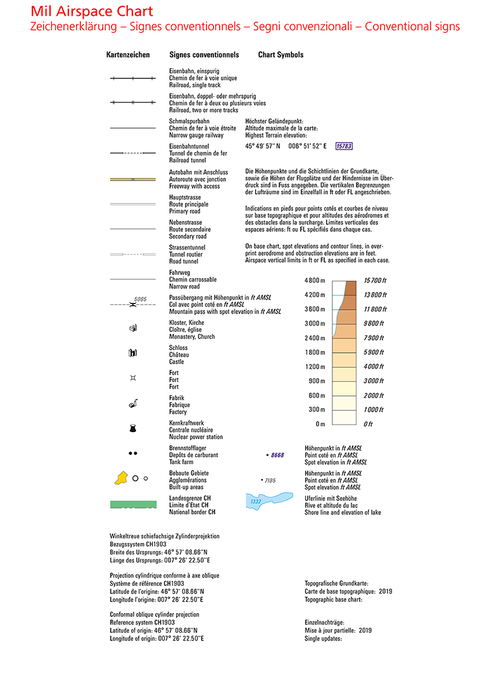 Mil Airspace Chart
Zeichenerklärung – Signes conventionnels – Segni convenzionali – Conventional signs
Kartenzeichen Signes conventionnels Chart Symbols
Eisenbahn, einspurig
Chemin de fer à voie unique
Railroad, single track
Eisenbahn, doppel- oder mehrspurig
Chemin de fer à deux ou plusieurs voies
Railroad, two or more tracks
Schmalspurbahn
Chemin de fer à voie étroite
Narrow gauge railway
Höchster Geländepunkt:
Altitude maximale de la carte:
Highest Terrain elevation:
45° 49' 57" N 006° 51' 52" E 15783
Eisenbahntunnel
Tunnel de chemin de fer
Railroad tunnel
Autobahn mit Anschluss
Autoroute avec jonction
Freeway with access
Die Höhenpunkte und die Schichtlinien der Grundkarte,
sowie die Höhen der Flugplätze und der Hindernisse im Über-
druck sind in Fuss angegeben. Die vertikalen Begrenzungen
der Lufträume sind im Einzelfall in ft oder FL angeschrieben.
Hauptstrasse
Route principale
Primary road
Indications en pieds pour points cotés et courbes de niveau
sur base topographique et pour altitudes des aérodromes et
des obstacles dans la surcharge. Limites verticales des
espaces aériens: ft ou FL spécifiés dans chaque cas.
Nebenstrasse
Route secondaire
Secondary road
Strassentunnel
Tunnel routier
Road tunnel
On base chart, spot elevations and contour lines, in over-
print aerodrome and obstruction elevations are in feet.
Airspace vertical limits in ft or FL as specified in each case.
Fahrweg
Chemin carrossable
Narrow road
5095
Passübergang mit Höhenpunkt in ft AMSL
Col avec point coté en ft AMSL
Mountain pass with spot elevation in ft AMSL
Kloster, Kirche
Cloître, église
Monastery, Church
Schloss
Château
Castle
Fort
Fort
Fort
Fabrik
Fabrique
Factory
Kernkraftwerk
Centrale nucléaire
Nuclear power station
4800 m 15700 ft
4200 m 13800 ft
3600 m 11800 ft
3000 m 9800 ft
2400 m 7900 ft
1800 m 5900 ft
1200 m 4000 ft
900 m 3000 ft
600 m 2000 ft
300 m 1000 ft
0 m 0 ft
Brennstofflager
Depôts de carburant
Tank farm
8668
Höhenpunkt in ft AMSL
Point coté en ft AMSL
Spot elevation in ft AMSL
Bebaute Gebiete
Agglomérations
Built-up areas
7185
Höhenpunkt in ft AMSL
Point coté en ft AMSL
Spot elevation ft AMSL
Landesgrenze CH
Limite d'Etat CH
National border CH
1332
Uferlinie mit Seehöhe
Rive et altitude du lac
Shore line and elevation of lake
Winkeltreue schiefachsige Zylinderprojektion
Bezugssystem CH1903
Breite des Ursprungs: 46° 57' 08.66"N
Länge des Ursprungs: 007° 26' 22.50"E
Projection cylindrique conforme à axe oblique
Système de référence CH1903
Latitude de l'origine: 46° 57' 08.66"N
Longitude de l'origine: 007° 26' 22.50"E
Topografische Grundkarte:
Carte de base topographique: 2019
Topographic base chart:
Conformal oblique cylinder projection
Reference system CH1903
Latitude of origin: 46° 57' 08.66"N
Longitude of origin: 007° 26' 22.50"E
Einzelnachträge:
Mise à jour partielle: 2019
Single updates: